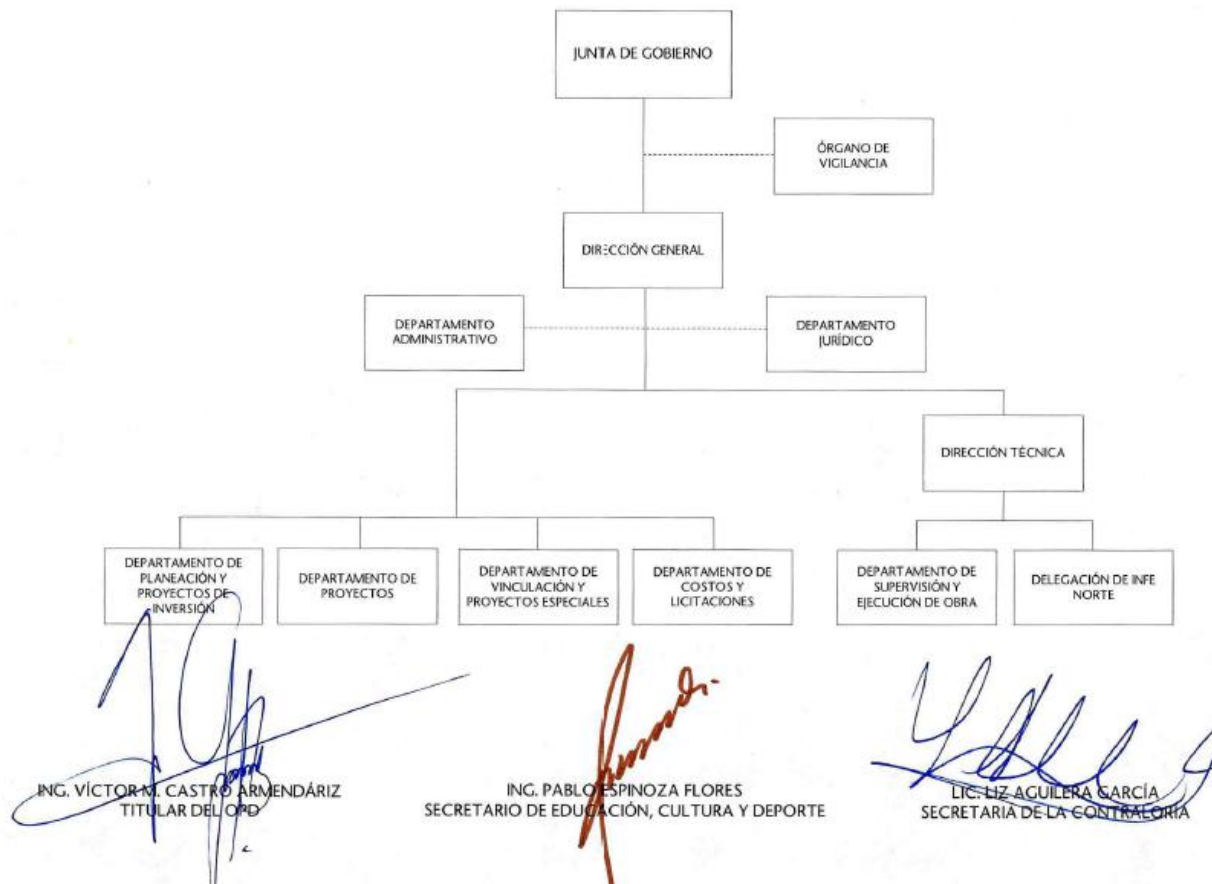 JUNTA DE GOBIERNO
ÓRGANO DE
VIGILANCIA
DIRECCIÓN GENERAL
DEPARTAMENTO
ADMINISTRATIVO
DEPARTAMENTO
JURÍDICO
DIRECCIÓN TÉCNICA
DEPARTAMENTO DE
PLANEACIÓN Y
PROYECTOS DE
INVERSIÓN
DEPARTAMENTO DE
PROYECTOS
DEPARTAMENTO DE
VINCULACIÓN Y
PROYECTOS ESPECIALES
DEPARTAMENTO DE
COSTOS Y
LICITACIONES
DEPARTAMENTO DE
SUPERVISIÓN Y
EJECUCIÓN DE OBRA
DELEGACIÓN DE INFE
NORTE
ING. VÍCTOR M. CASTRO ARMENDÁRIZ
TITULAR DEL OPD
ING. PABLO ESPINOZA FLORES
SECRETARIO DE EDUCACIÓN, CULTURA Y DEPORTE
LIC. LIZ AGUILERA GARCÍA
SECRETARIA DE LA CONTRALORÍA